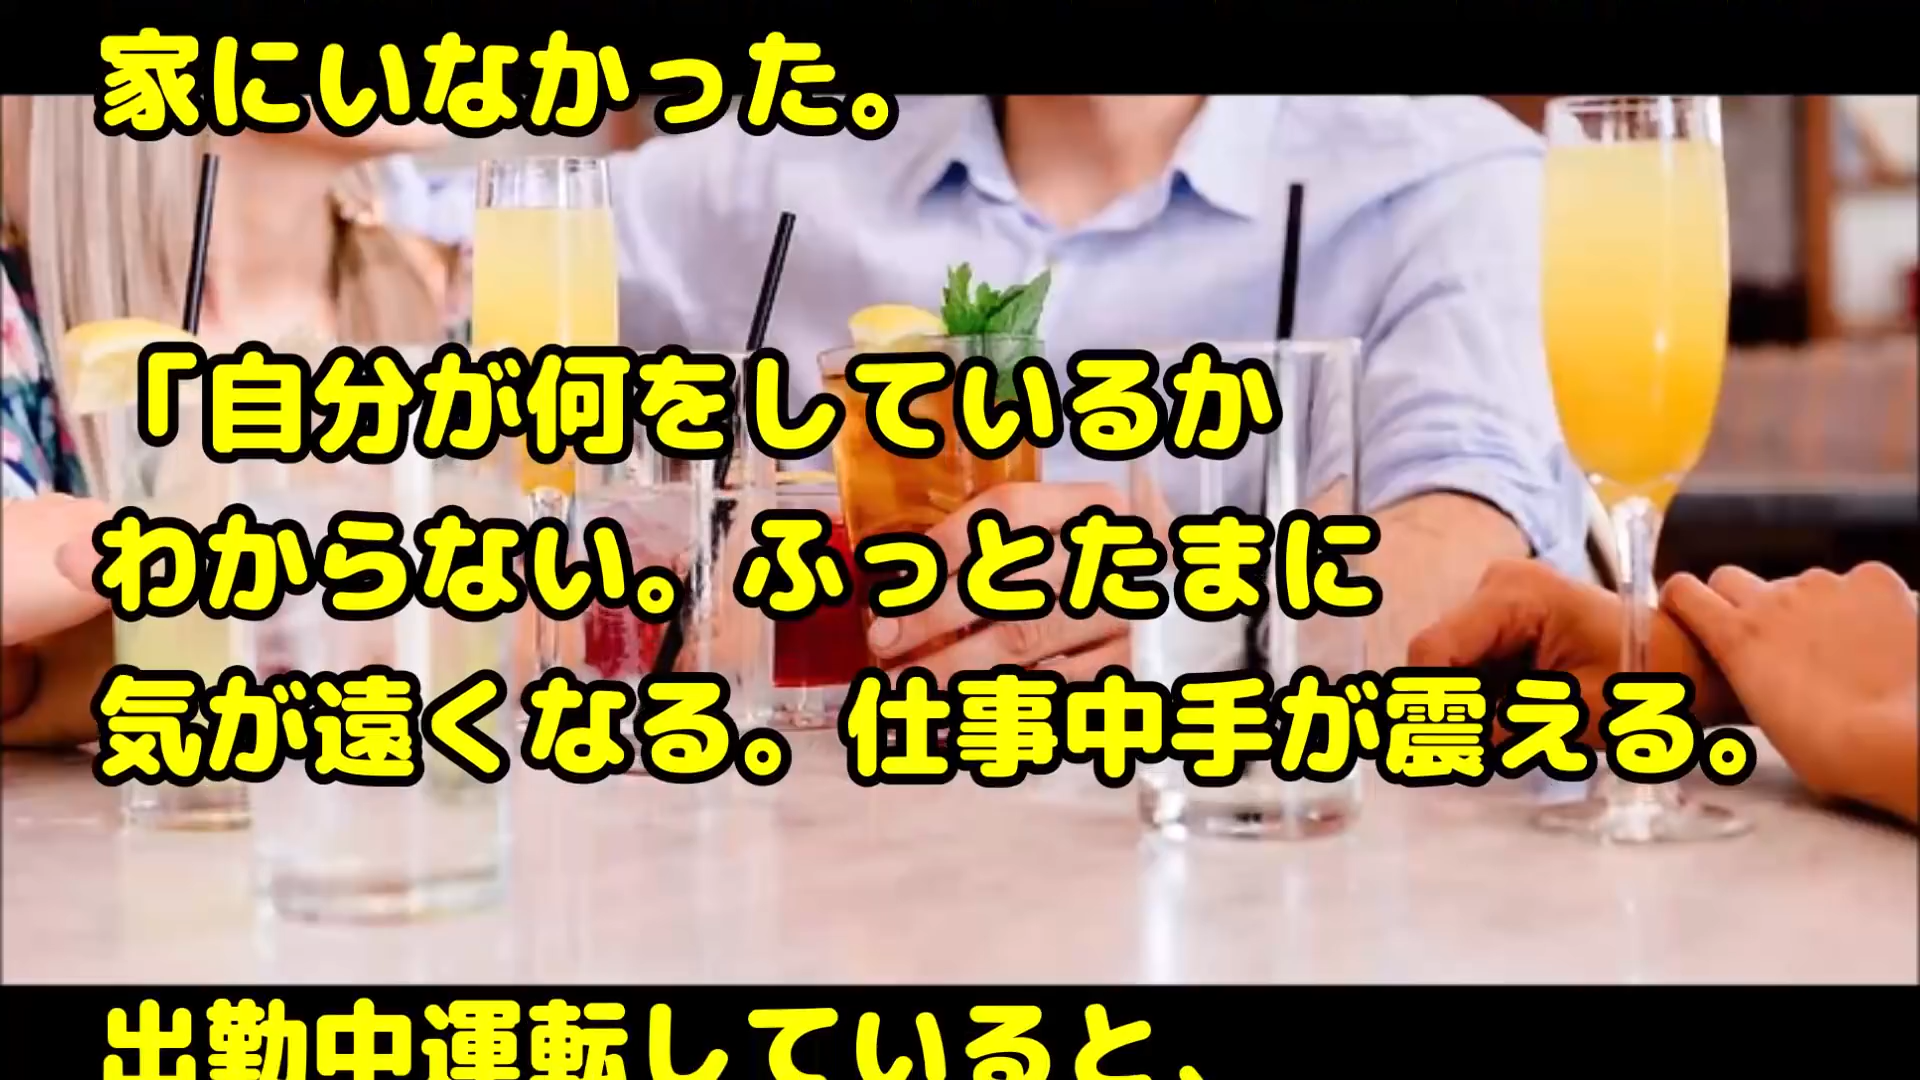 家にいなかった。
「自分が何をしているか
わからない。ふっとたまに
気が遠くなる。仕事中手が震える。
出勤中運転していると、